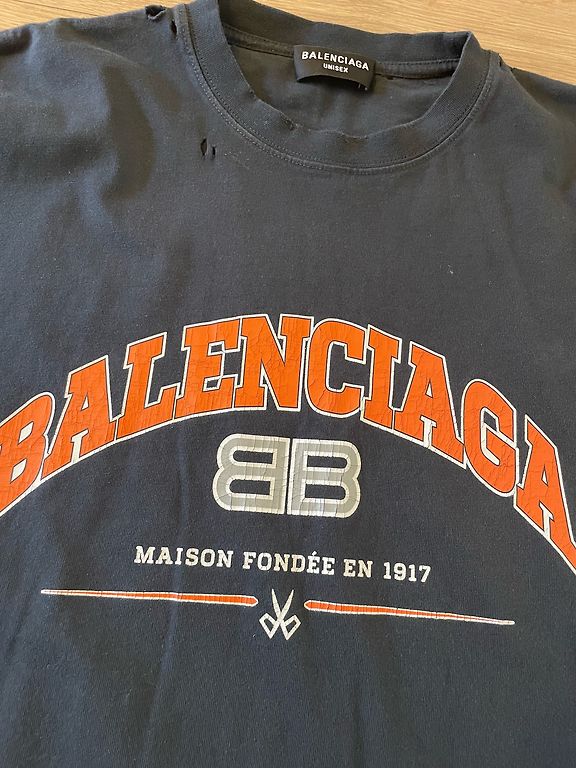 BALENCIAGA
UNISEX
BALENCIAGA
BB
MAISON FONDÉE EN 1917